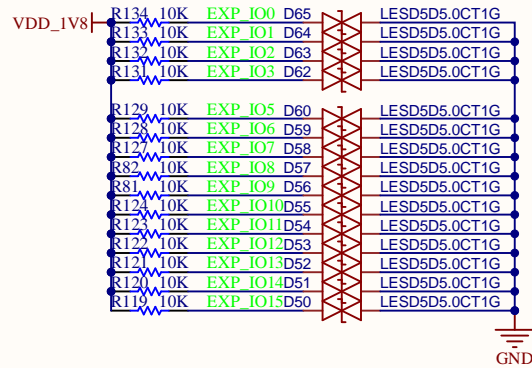 R134 10K EXP_IO0 D65 LESD5D5.0CT1G
VDD_1V8
R133 10K EXP_IO1 D64 LESD5D5.0CT1G
R132 10K EXP_IO2 D63 LESD5D5.0CT1G
R131 10K EXP_IO3 D62 LESD5D5.0CT1G
R129 10K EXP_IO5 D60 LESD5D5.0CT1G
R128 10K EXP_IO6 D59 LESD5D5.0CT1G
R127 10K EXP_IO7 D58 LESD5D5.0CT1G
R82 10K EXP_IO8 D57 LESD5D5.0CT1G
R81 10K EXP_IO9 D56 LESD5D5.0CT1G
R124 10K EXP_IO10 D55 LESD5D5.0CT1G
R123 10K EXP_IO11 D54 LESD5D5.0CT1G
R122 10K EXP_IO12 D53 LESD5D5.0CT1G
R121 10K EXP_IO13 D52 LESD5D5.0CT1G
R120 10K EXP_IO14 D51 LESD5D5.0CT1G
R119 10K EXP_IO15 D50 LESD5D5.0CT1G
GND